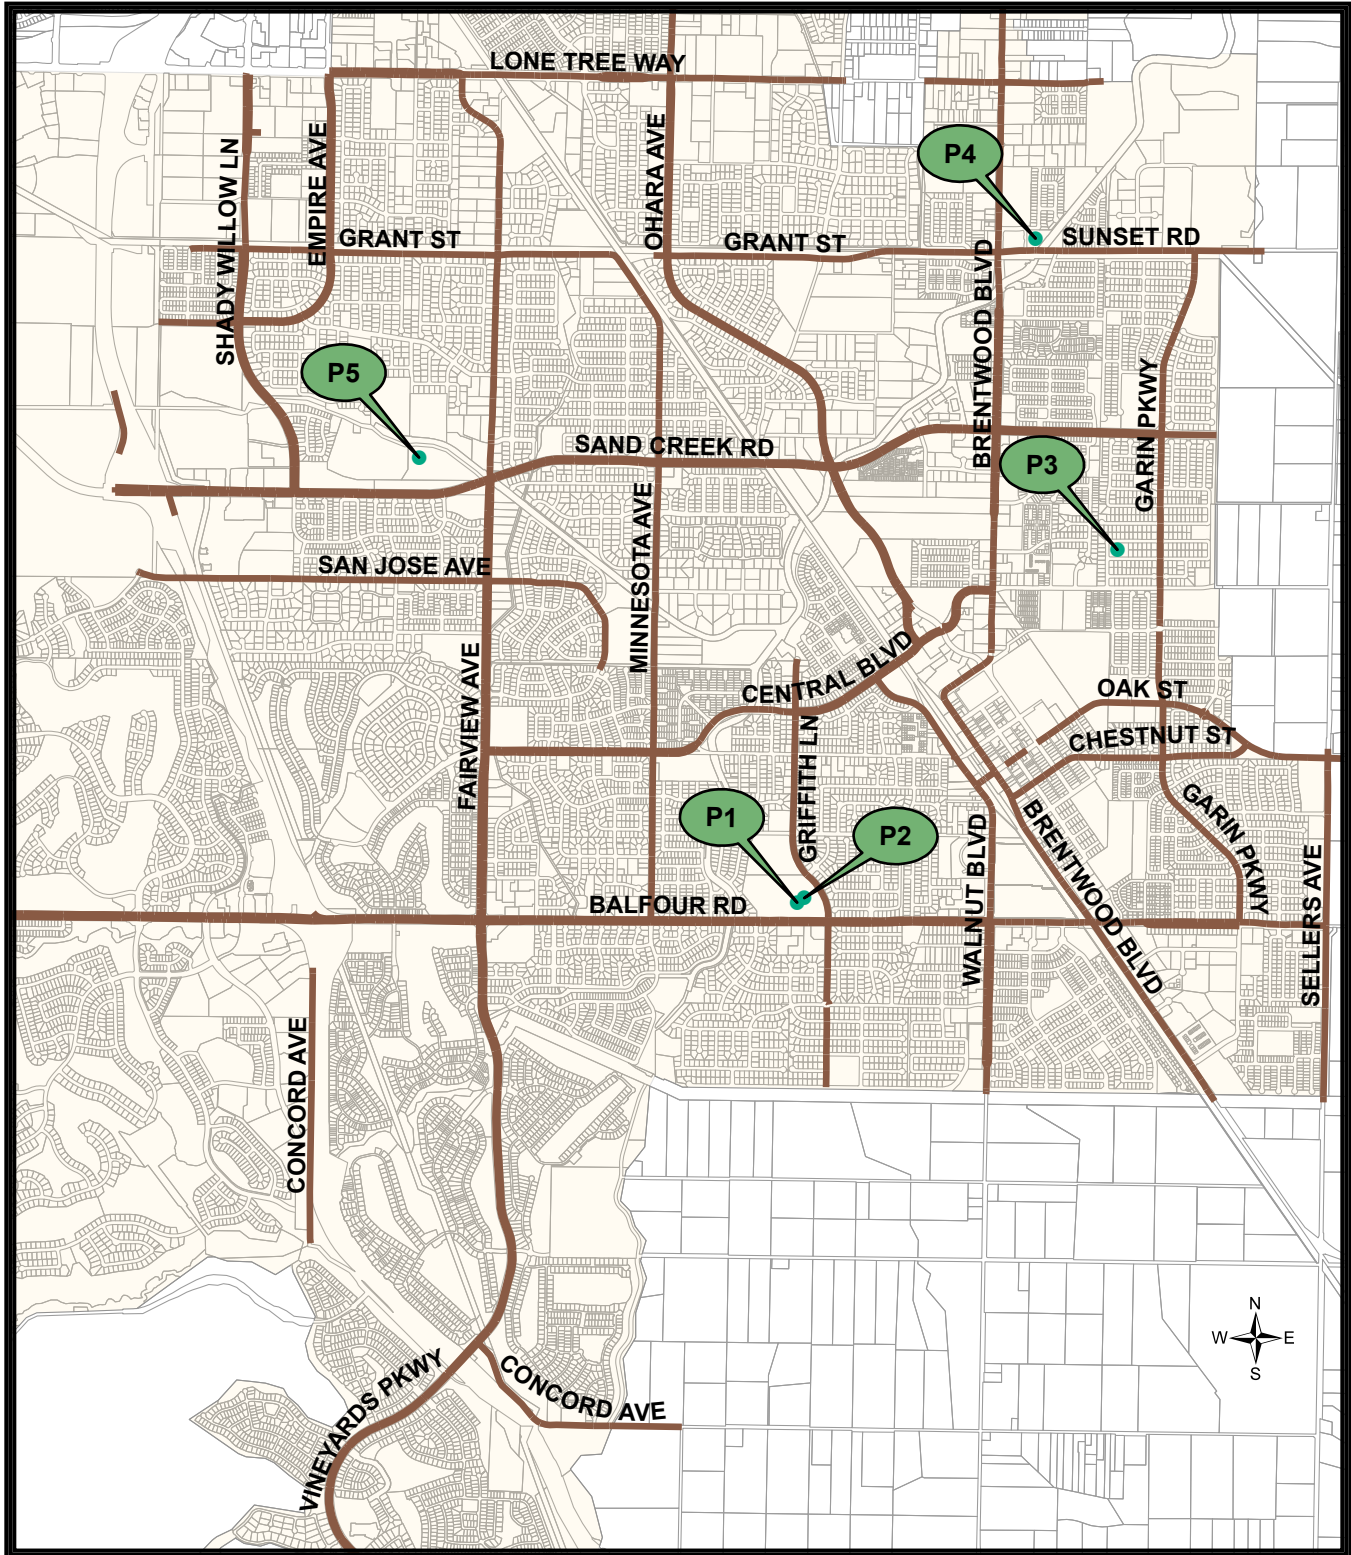 LONE TREE WAY
SHADY WILLOW LN
EMPIRE AVE
OHARA AVE
P4
GRANT ST
GRANT ST
SUNSET RD
BRENTWOOD BLVD
P5
GARIN PKWY
SAND CREEK RD
P3
MINNESOTA AVE
SAN JOSE AVE
FAIRVIEW AVE
CENTRAL BLVD
OAK ST
CHESTNUT ST
GRIFFITH LN
P1
P2
WALNUT BLVD
BRENTWOOD BLVD
GARIN PKWY
SELLERS AVE
BALFOUR RD
CONCORD AVE
N
W
E
S
VINEYARDS PKWY
CONCORD AVE